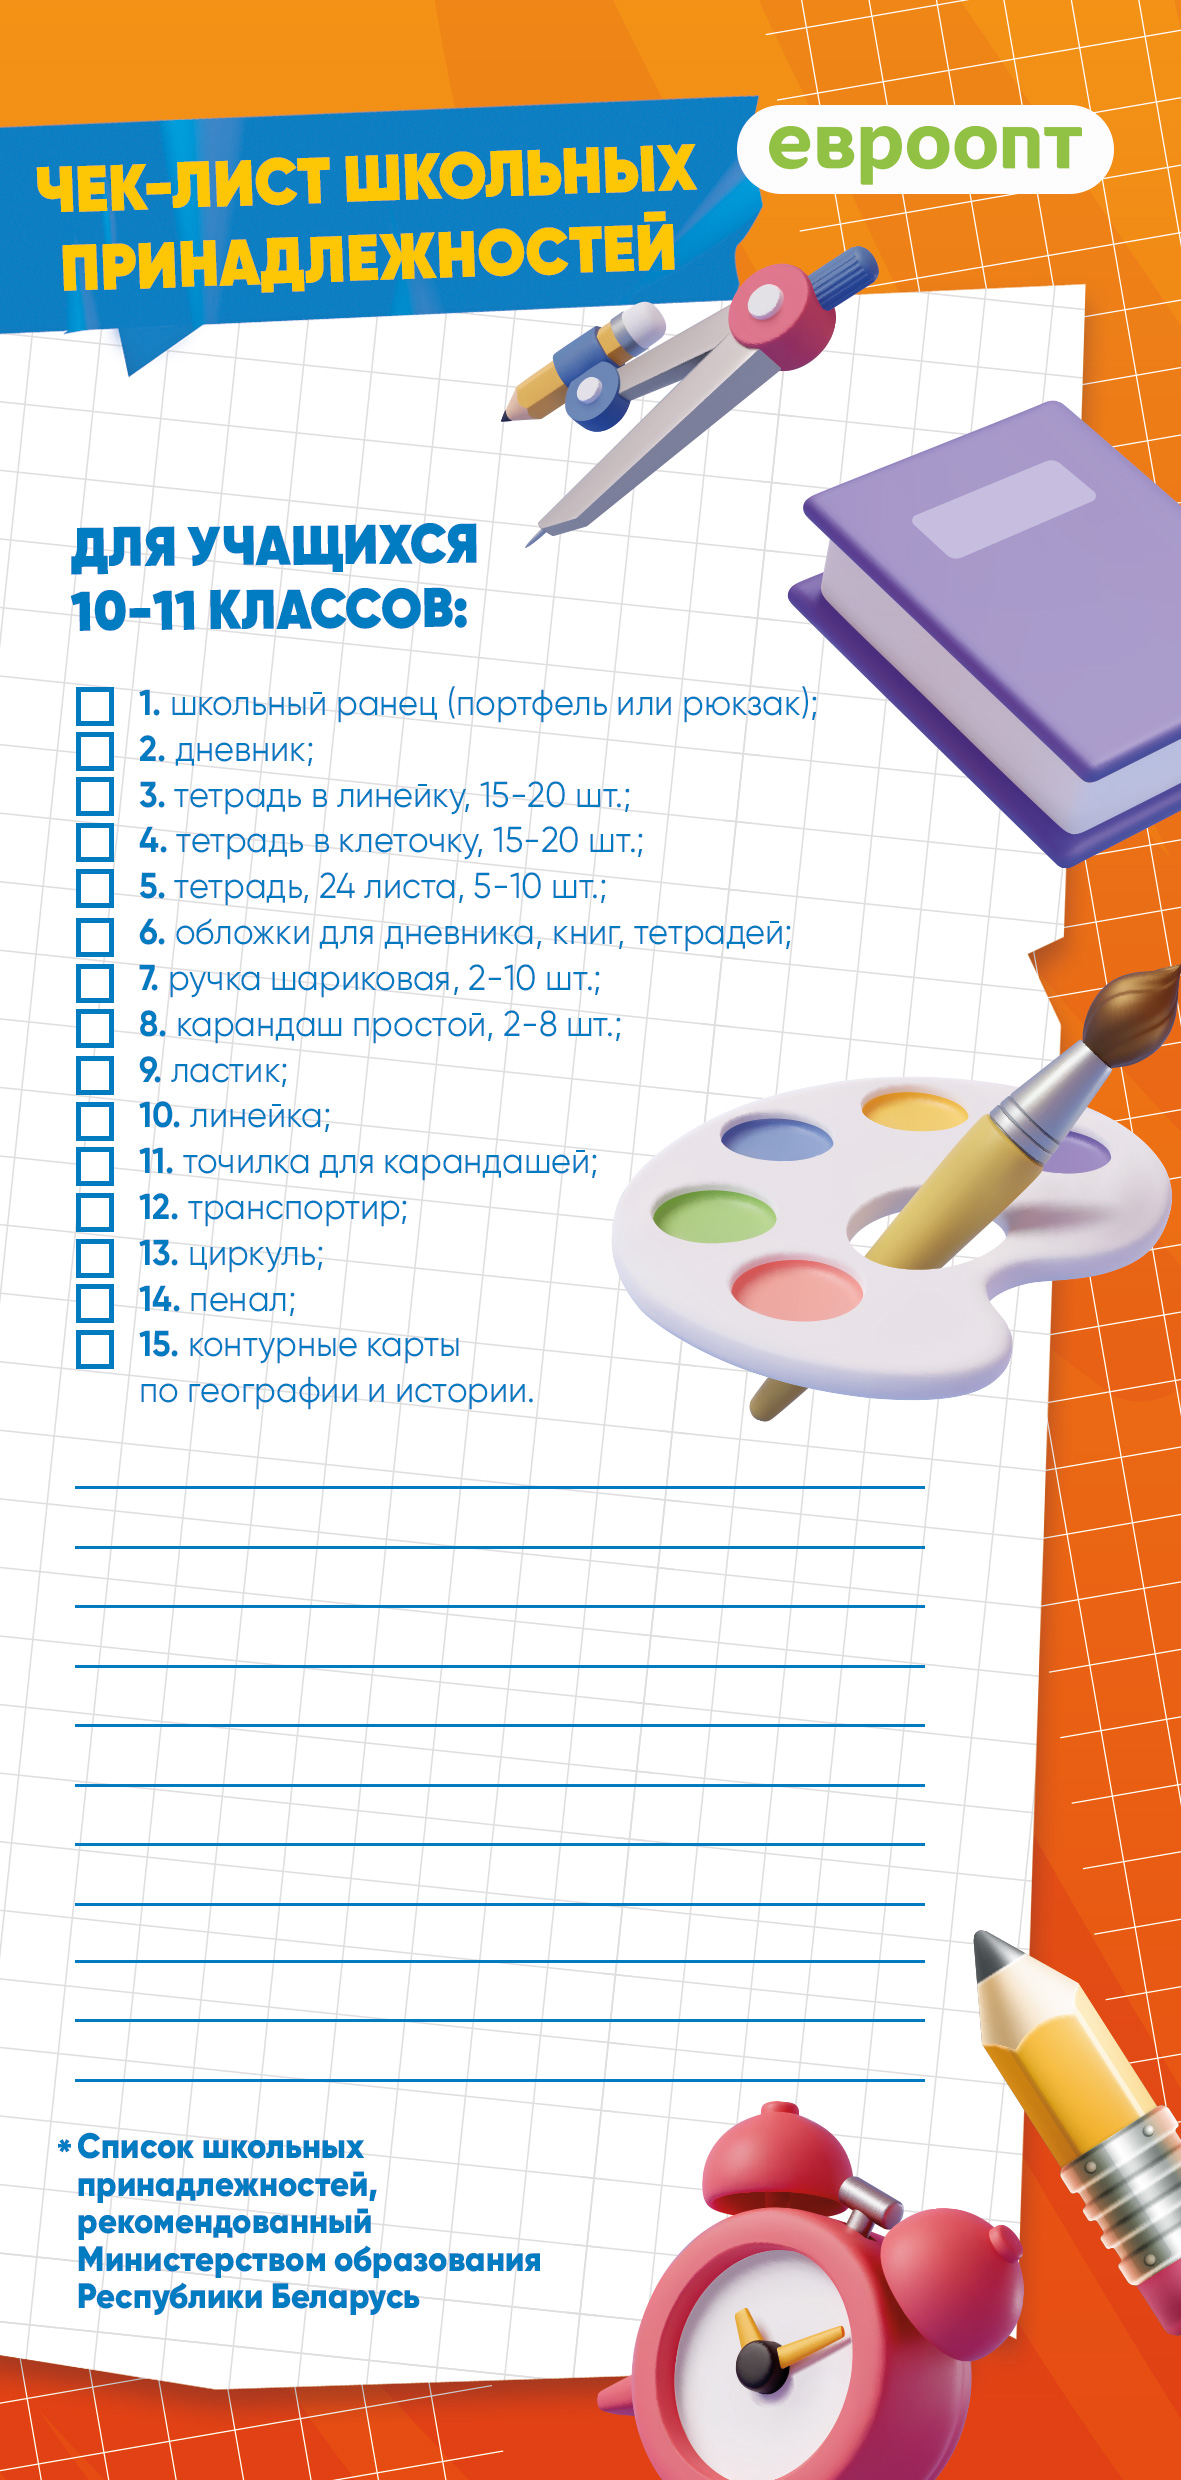 ЧЕК-ЛИСТ ШКОЛЬНЫХ
ПРИНАДЛЕЖНОСТЕЙ
евроопт
ДЛЯ УЧАЩИХСЯ
10-11 КЛАССОВ:
1. школьный ранец (портфель или рюкзак);
2. дневник;
3. тетрадь в линейку, 15-20 шт.;
4. тетрадь в клеточку, 15-20 шт.;
5. тетрадь, 24 листа, 5-10 шт.;
6. обложки для дневника, книг, тетрадей;
7. ручка шариковая, 2-10 шт.;
8. карандаш простой, 2-8 шт.;
9. ластик;
10. линейка;
11. точилка для карандашей;
12. транспортир;
13. циркуль;
14. пенал;
15. контурные карты
по географии и истории.
* Список школьных
принадлежностей,
рекомендованный
Министерством образования
Республики Беларусь